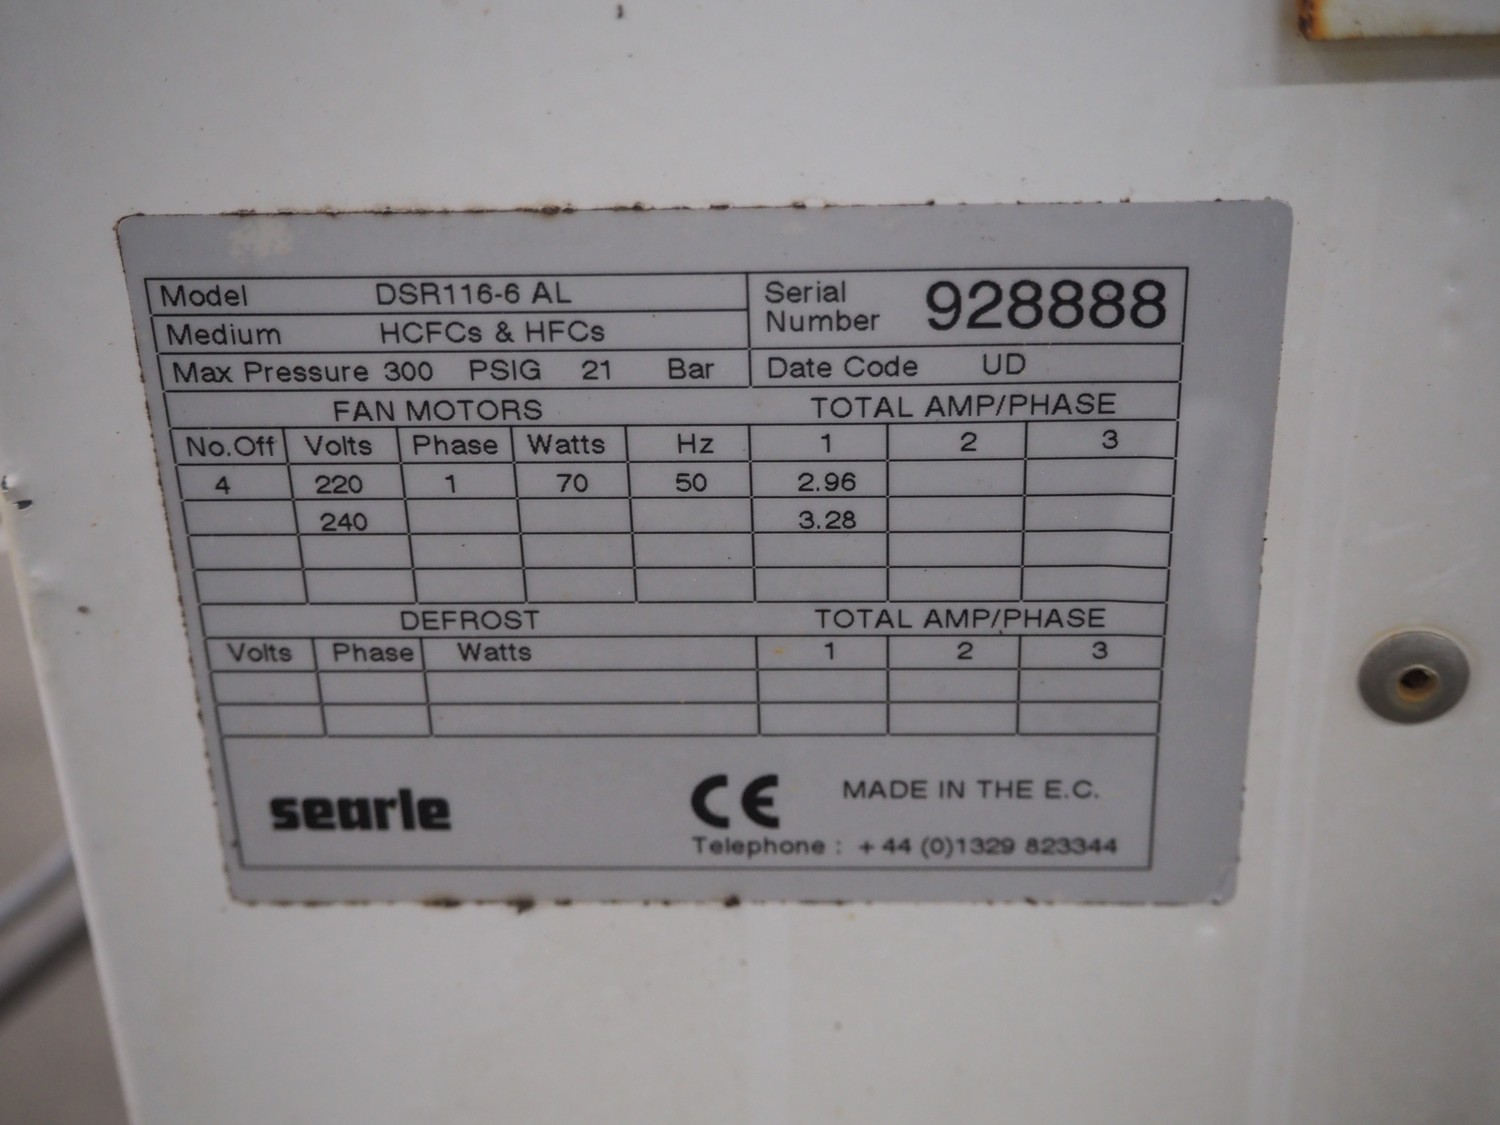 Model DSR116-6 AL
Serial Number 928888
Medium HCFCs & HFCs
Max Pressure 300 PSIG 21 Bar
Date Code UD
FAN MOTORS TOTAL AMP/PHASE
No.Off Volts Phase Watts Hz 1 2 3
4 220 1 70 50 2.96
240 3.28
DEFROST TOTAL AMP/PHASE
Volts Phase Watts 1 2 3
searle CE MADE IN THE E.C.
Telephone : +44 (0)1329 823344